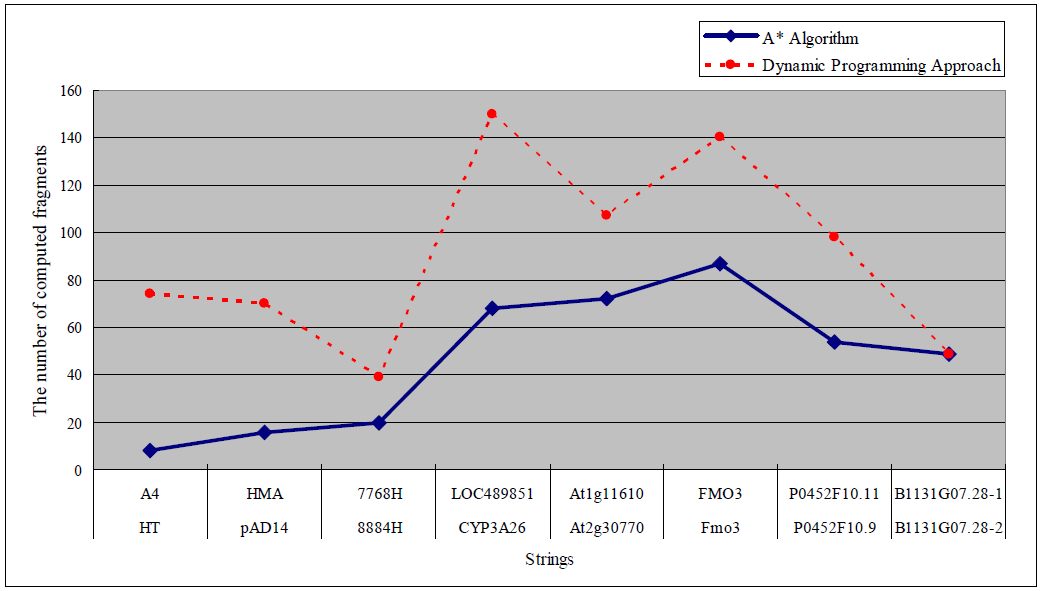 A* Algorithm
Dynamic Programming Approach
160
140
120
100
80
60
40
20
0
The number of computed fragments
A4 HMA 7768H LOC489851 At1g11610 FMO3 P0452F10.11 B1131G07.28-1
HT pAD14 8884H CYP3A26 At2g30770 Fmo3 P0452F10.9 B1131G07.28-2
Strings